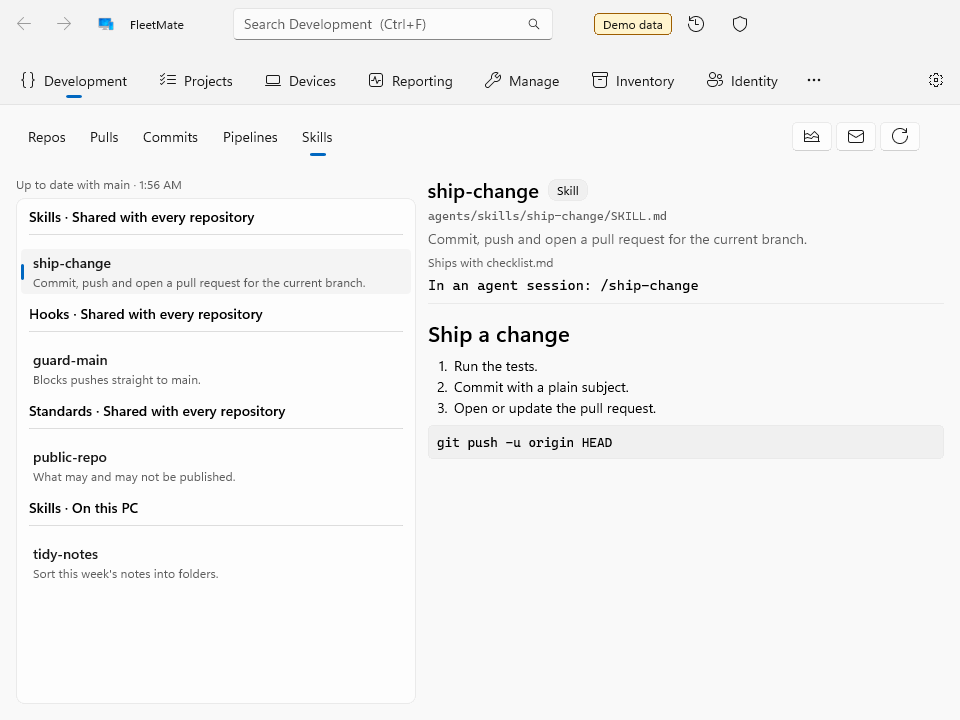 FleetMate
Search Development (Ctrl+F)
Demo data
Development
Projects
Devices
Reporting
Manage
Inventory
Identity
Repos
Pulls
Commits
Pipelines
Skills
Up to date with main · 1:56 AM
Skills · Shared with every repository
ship-change
Commit, push and open a pull request for the current branch.
Hooks · Shared with every repository
guard-main
Blocks pushes straight to main.
Standards · Shared with every repository
public-repo
What may and may not be published.
Skills · On this PC
tidy-notes
Sort this week's notes into folders.
ship-change
Skill
agents/skills/ship-change/SKILL.md
Commit, push and open a pull request for the current branch.
Ships with checklist.md
In an agent session: /ship-change
Ship a change
1. Run the tests.
2. Commit with a plain subject.
3. Open or update the pull request.
git push -u origin HEAD